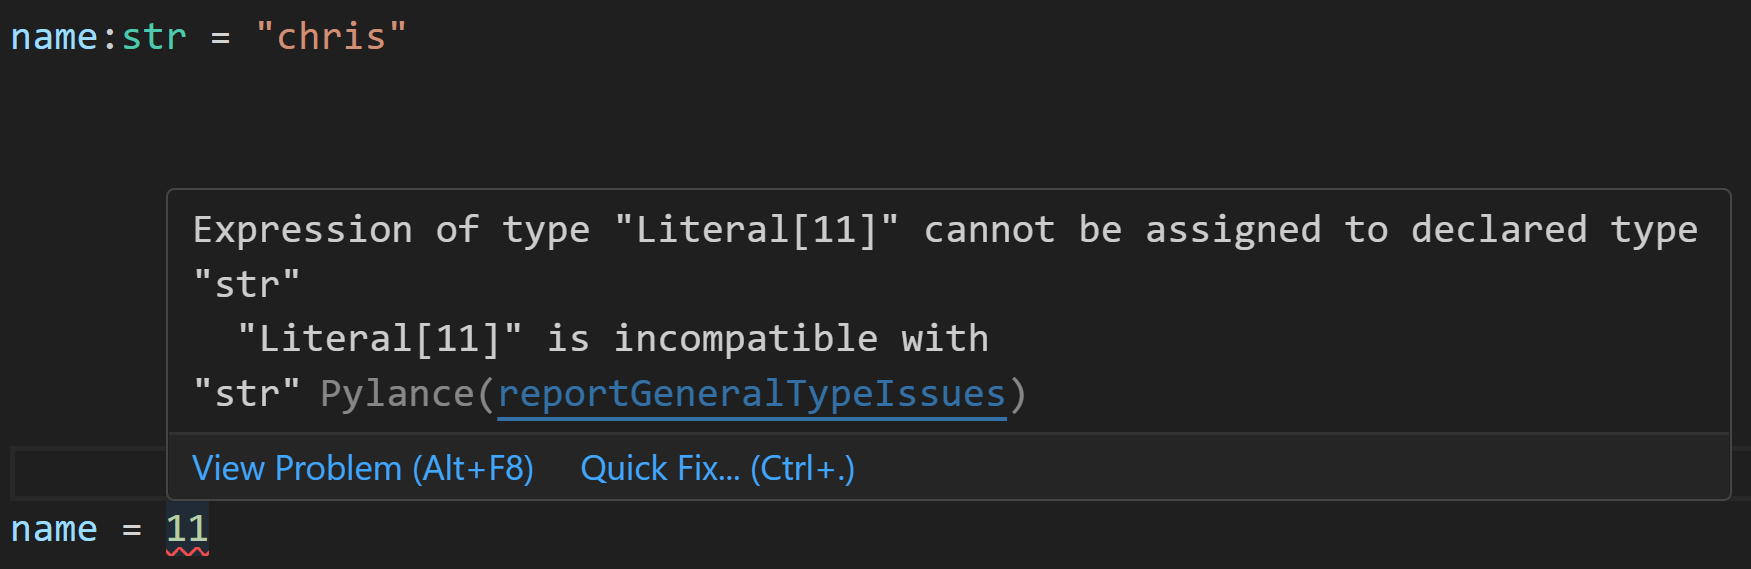 name:str = "chris"
Expression of type "Literal[11]" cannot be assigned to declared type
"str"
"Literal[11]" is incompatible with
"str" Pylance(reportGeneralTypeIssues)
View Problem (Alt+F8) Quick Fix... (Ctrl+.)
name = 11